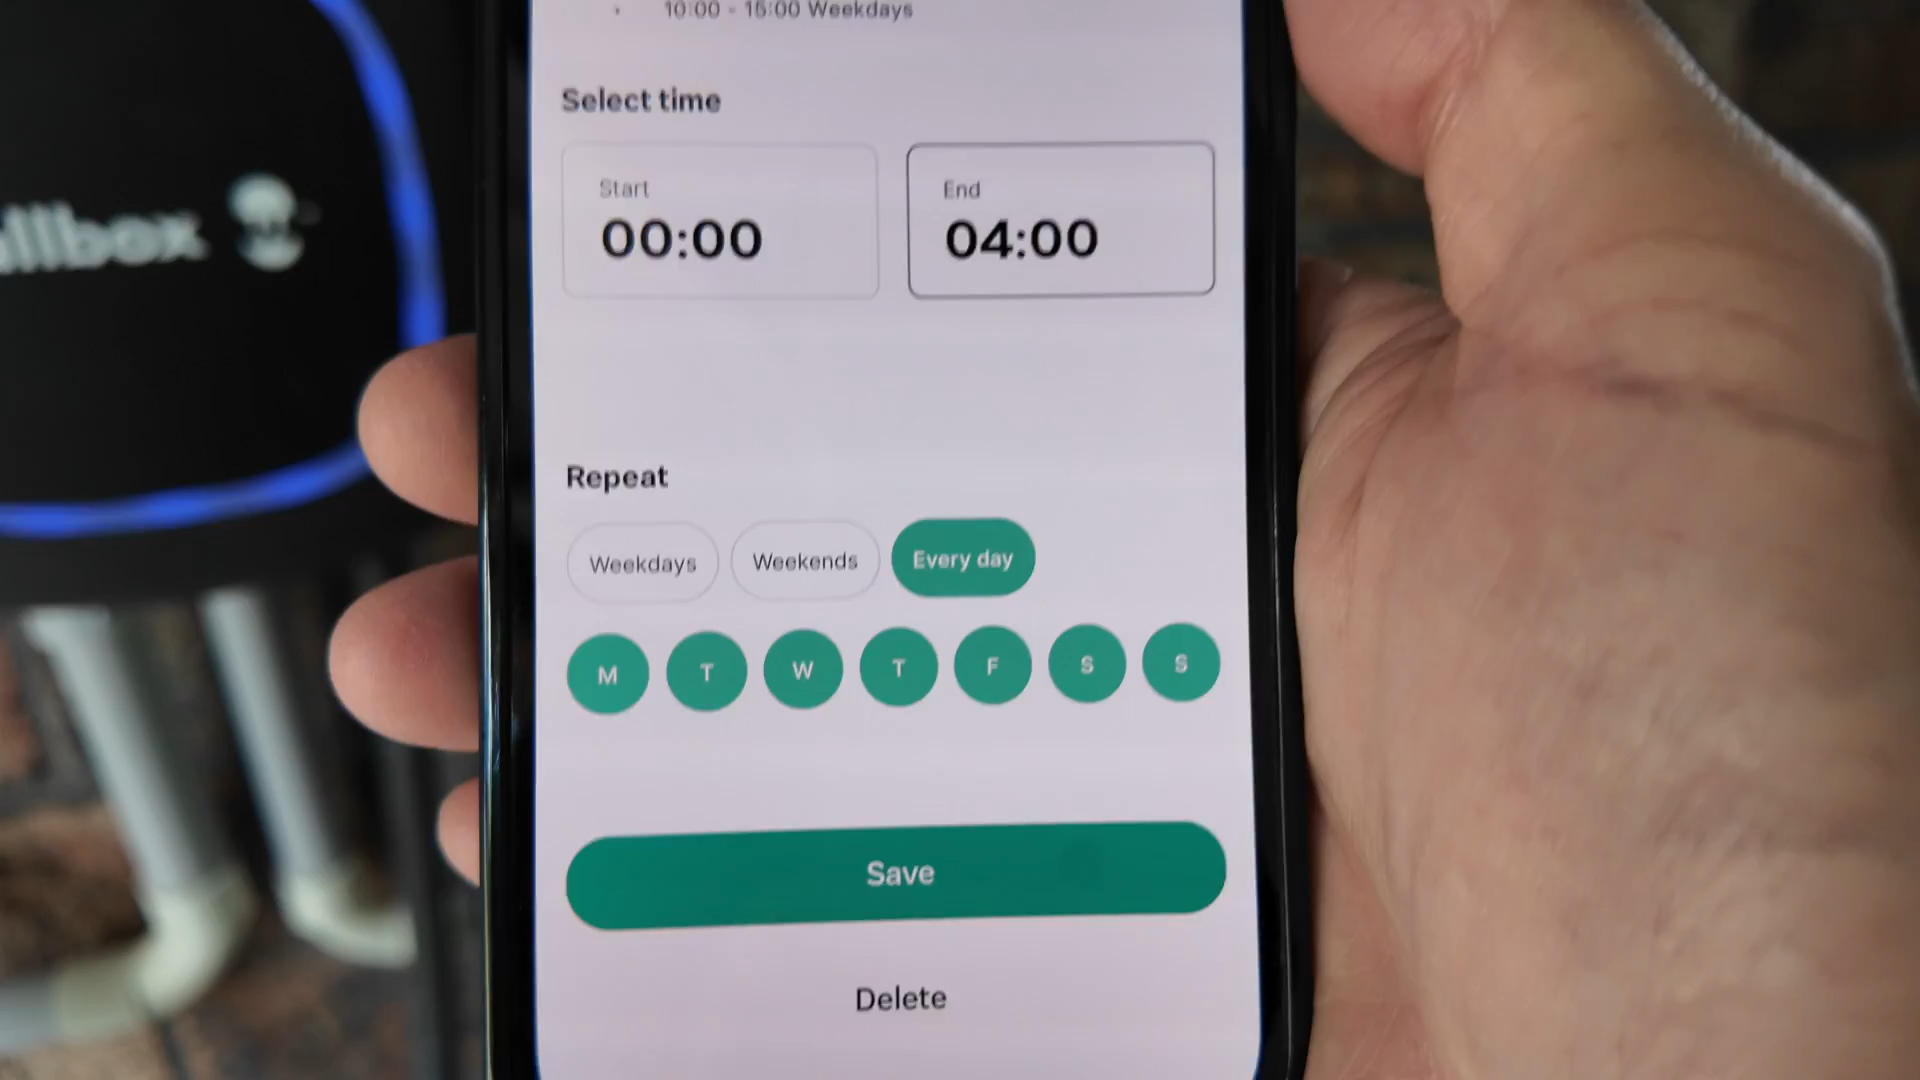 10:00 - 15:00 Weekdays
Select time
Start
00:00
End
04:00
allbox
Repeat
Weekdays
Weekends
Every day
M T W T F S S
Save
Delete